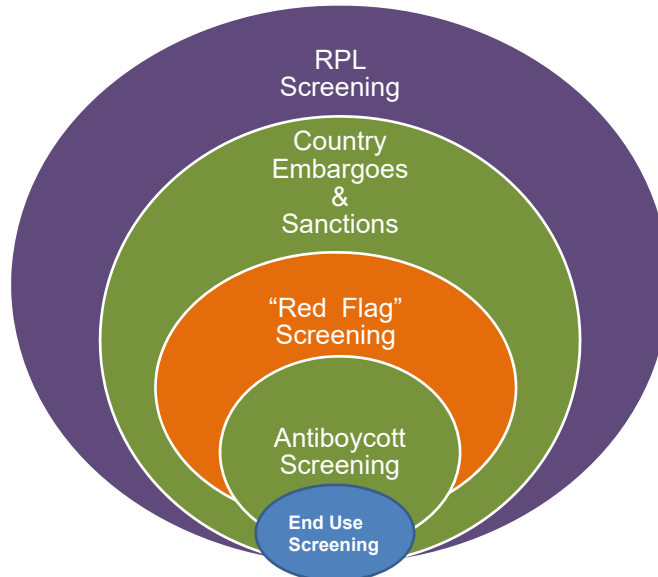 RPL
Screening
Country
Embargoes
&
Sanctions
“Red Flag”
Screening
Antiboycott
Screening
End Use
Screening